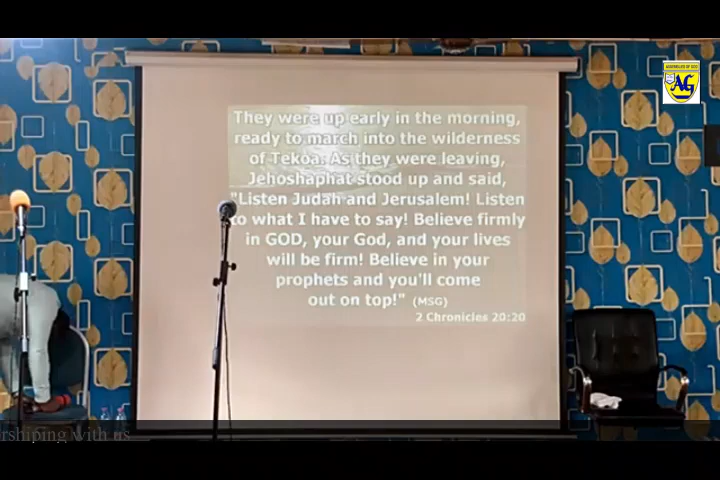 ASSEMBLIES OF GOD
AG
They were up early in the morning,
ready to march into the wilderness
of Tekoa. As they were leaving,
Jehoshaphat stood up and said,
"Listen Judah and Jerusalem! Listen
to what I have to say! Believe firmly
in GOD, your God, and your lives
will be firm! Believe in your
prophets and you'll come
out on top!" (MSG)
2 Chronicles 20:20
rshiping with us